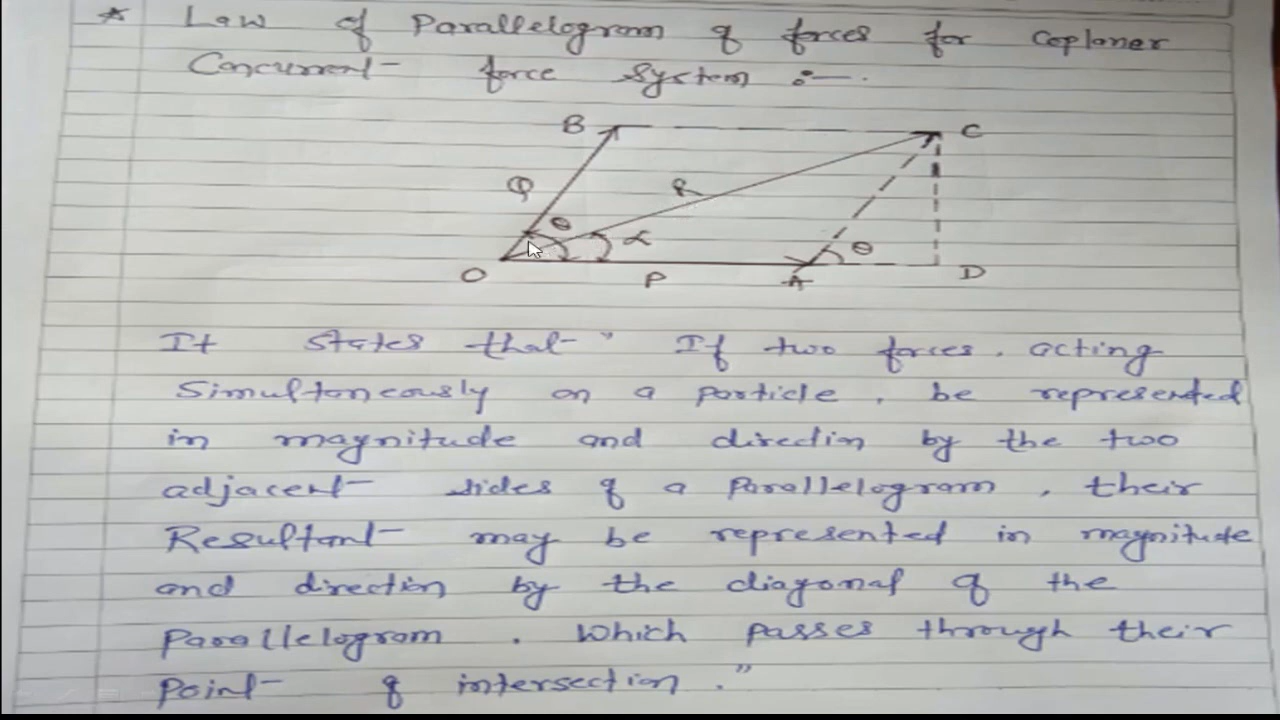 * Law of Parallelogram of forces for Coplaner
Concurrent force System :-.
B C
Q R
θ α θ
O P A D
It states that " If two forces, acting
Simultaneously on a particle, be represented
in magnitude and directin by the two
adjacent sides of a parallelogram, their
Resultant may be represented in magnitude
and direction by the diagonal of the
Parallelogram. Which passes through their
Point of intersection."